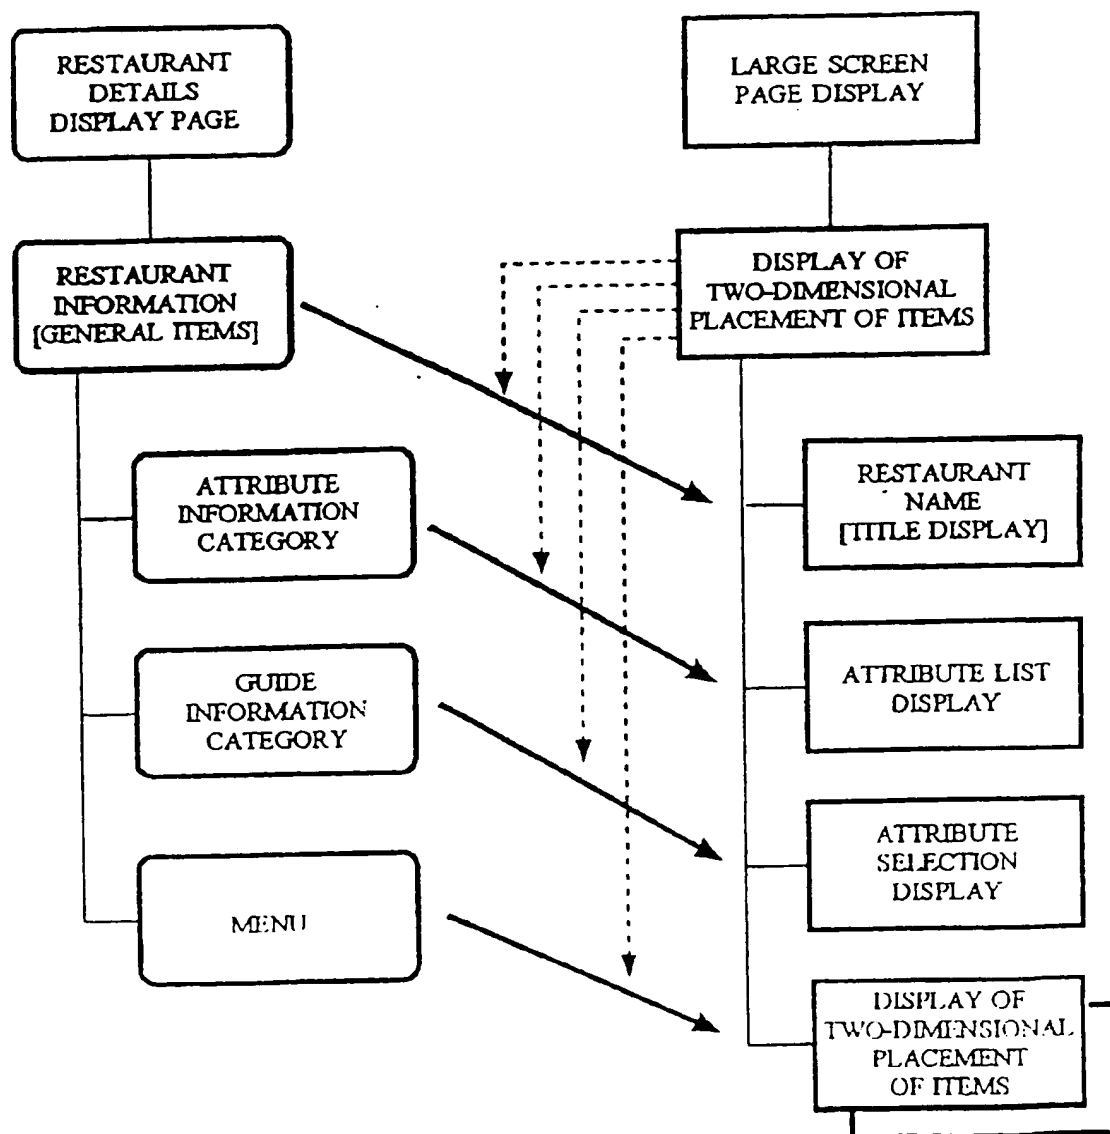 RESTAURANT
DETAILS
DISPLAY PAGE
LARGE SCREEN
PAGE DISPLAY
RESTAURANT
INFORMATION
[GENERAL ITEMS]
DISPLAY OF
TWO-DIMENSIONAL
PLACEMENT OF ITEMS
ATTRIBUTE
INFORMATION
CATEGORY
RESTAURANT
NAME
[TITLE DISPLAY]
GUIDE
INFORMATION
CATEGORY
ATTRIBUTE LIST
DISPLAY
MENU
ATTRIBUTE
SELECTION
DISPLAY
DISPLAY OF
TWO-DIMENSIONAL
PLACEMENT
OF ITEMS